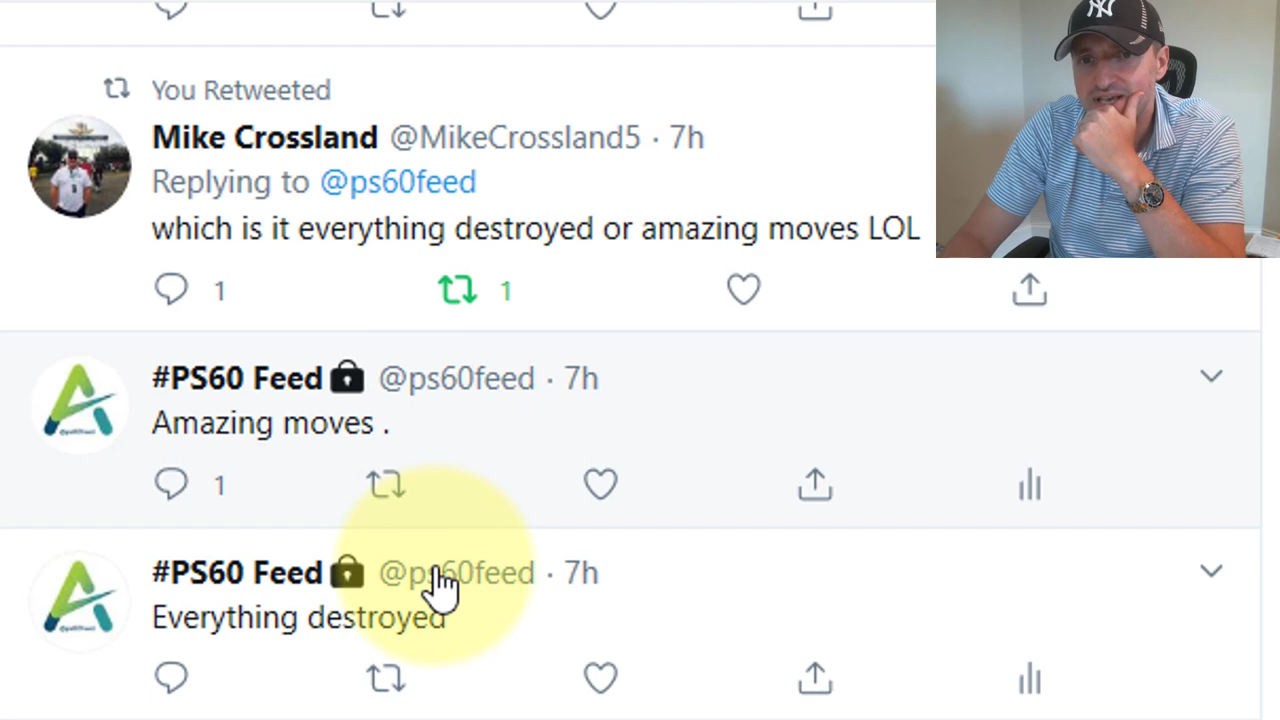 You Retweeted
Mike Crossland @MikeCrossland5 · 7h
Replying to @ps60feed
which is it everything destroyed or amazing moves LOL
1 1
#PS60 Feed @ps60feed · 7h
Amazing moves .
1
#PS60 Feed @ps60feed · 7h
Everything destroyed
NY